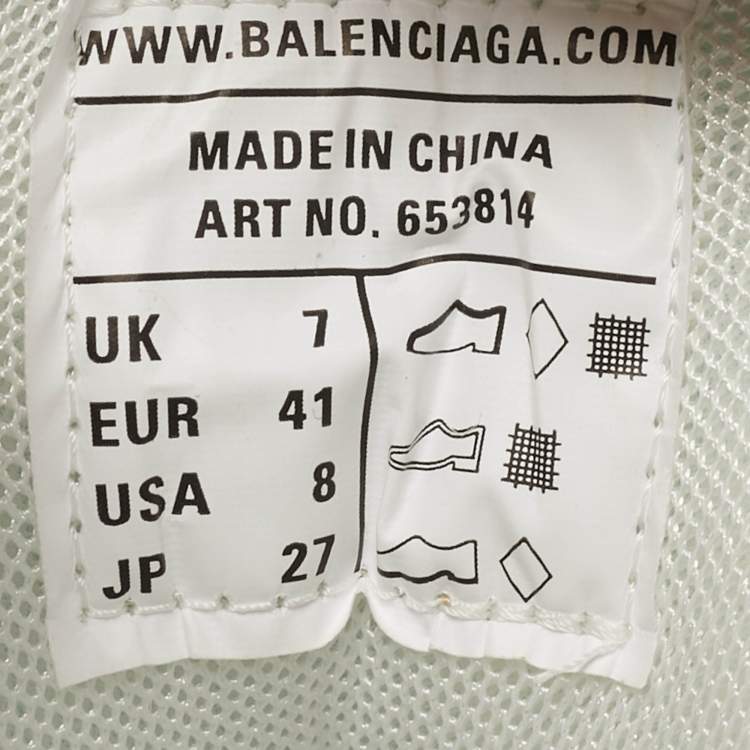 WWW.BALENCIAGA.COM
MADE IN CHINA
ART NO. 653814
UK 7
EUR 41
USA 8
JP 27